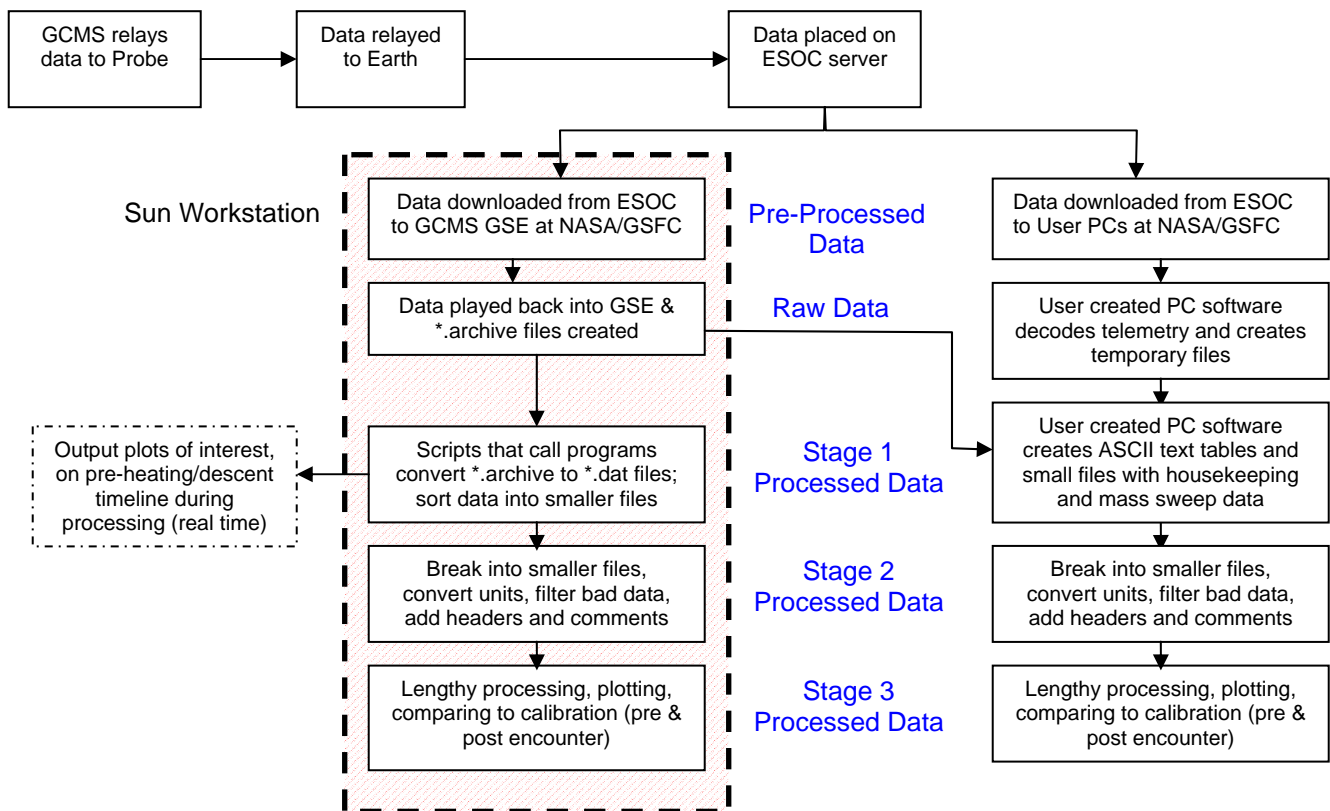 GCMS relays
data to Probe
Data relayed
to Earth
Data placed on
ESOC server
Sun Workstation
Data downloaded from ESOC
to GCMS GSE at NASA/GSFC
Pre-Processed
Data
Data downloaded from ESOC
to User PCs at NASA/GSFC
Data played back into GSE &
*.archive files created
Raw Data
User created PC software
decodes telemetry and creates
temporary files
Output plots of interest,
on pre-heating/descent
timeline during
processing (real time)
Scripts that call programs
convert *.archive to *.dat files;
sort data into smaller files
Stage 1
Processed Data
User created PC software
creates ASCII text tables and
small files with housekeeping
and mass sweep data
Break into smaller files,
convert units, filter bad data,
add headers and comments
Stage 2
Processed Data
Break into smaller files,
convert units, filter bad data,
add headers and comments
Lengthy processing, plotting,
comparing to calibration (pre &
post encounter)
Stage 3
Processed Data
Lengthy processing, plotting,
comparing to calibration (pre &
post encounter)